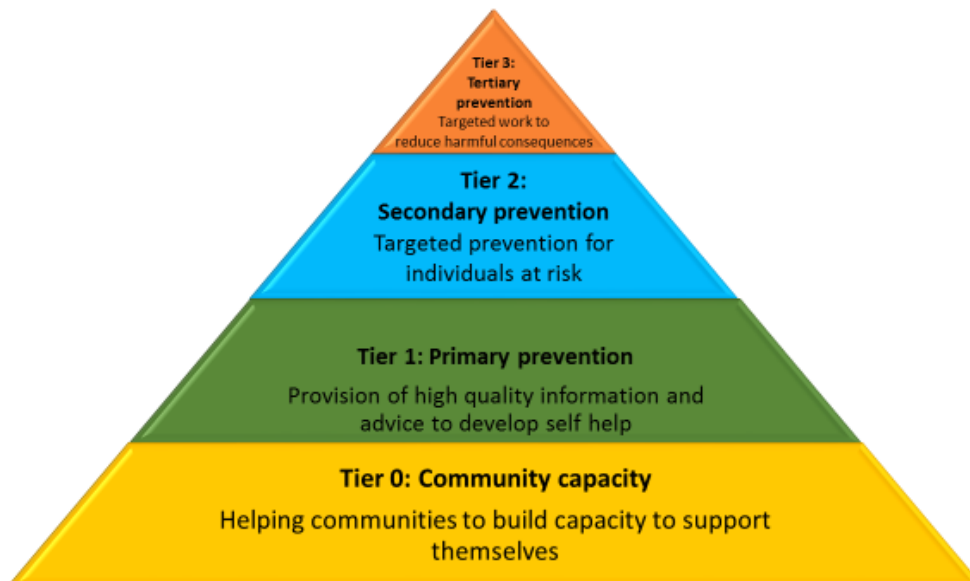 Tier 3:
Tertiary
prevention
Targeted work to
reduce harmful consequences
Tier 2:
Secondary prevention
Targeted prevention for
individuals at risk
Tier 1: Primary prevention
Provision of high quality information and
advice to develop self help
Tier 0: Community capacity
Helping communities to build capacity to support
themselves